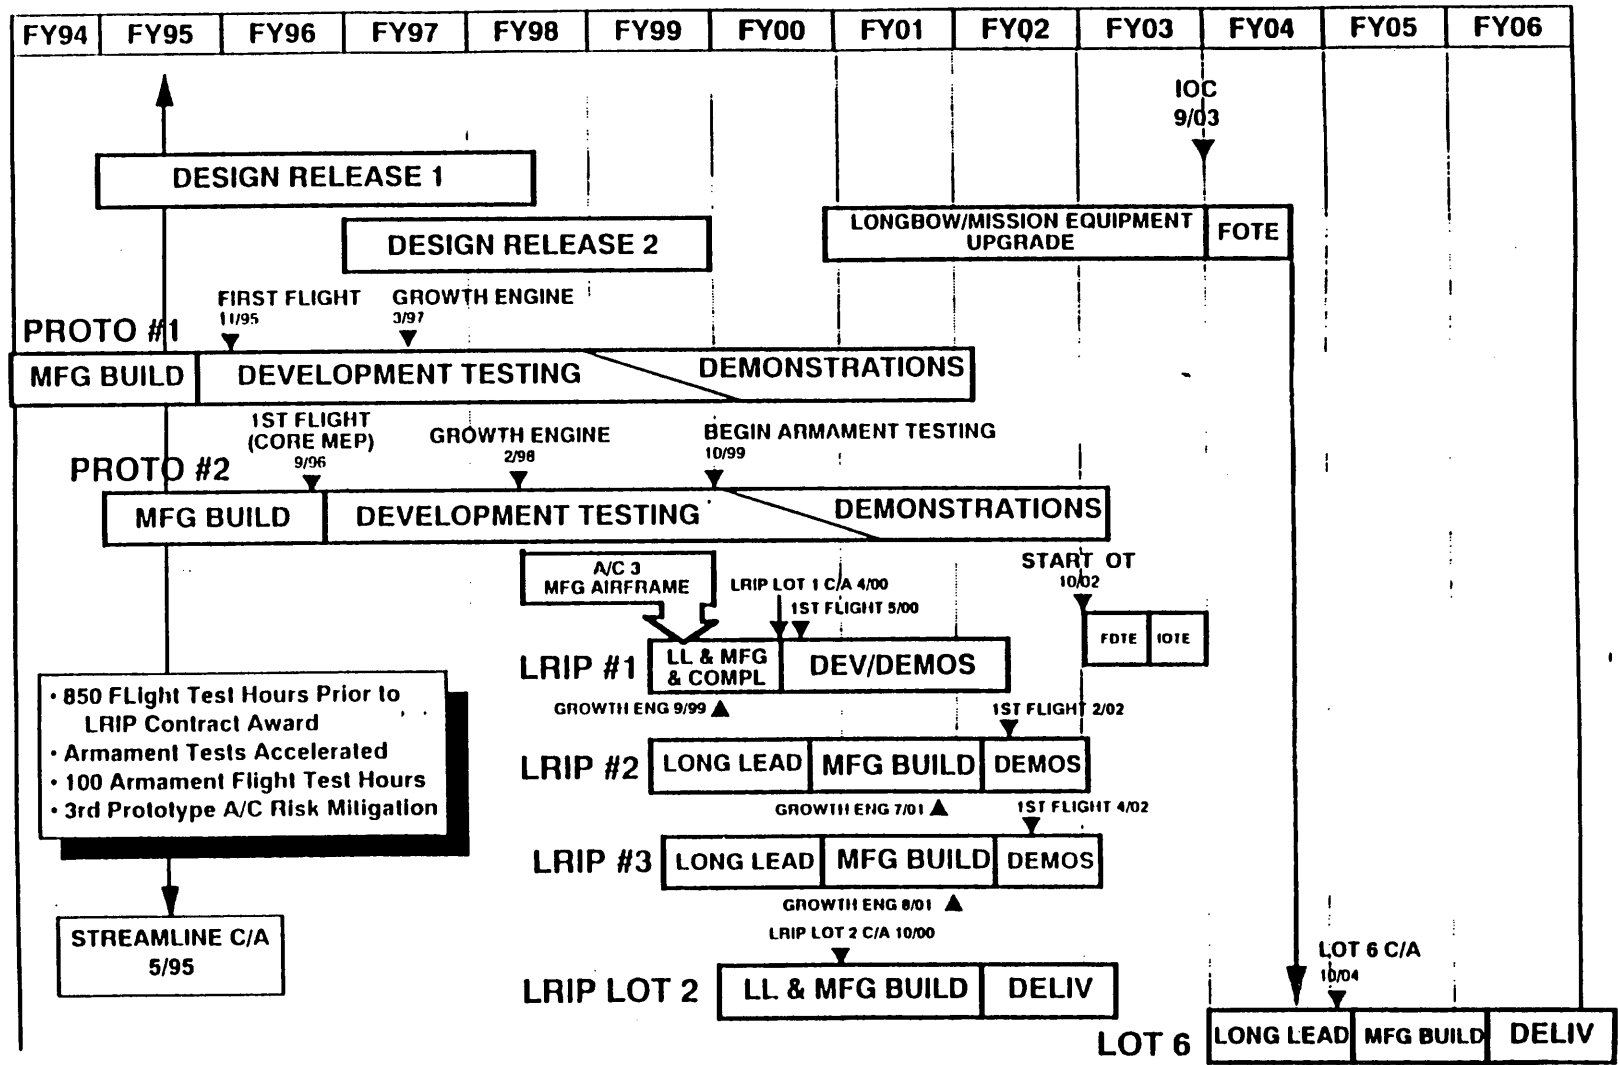 FY94 FY95 FY96 FY97 FY98 FY99 FY00 FY01 FY02 FY03 FY04 FY05 FY06
IOC
9/03
DESIGN RELEASE 1
DESIGN RELEASE 2
LONGBOW/MISSION EQUIPMENT
UPGRADE
FOTE
FIRST FLIGHT
11/95
GROWTH ENGINE
3/97
PROTO #1
MFG BUILD
DEVELOPMENT TESTING
DEMONSTRATIONS
1ST FLIGHT
(CORE MEP)
9/96
GROWTH ENGINE
2/98
BEGIN ARMAMENT TESTING
10/99
PROTO #2
MFG BUILD
DEVELOPMENT TESTING
DEMONSTRATIONS
A/C 3
MFG AIRFRAME
LRIP LOT 1 C/A 4/00
1ST FLIGHT 5/00
START OT
10/02
FDTE
IOTE
LRIP #1
LL & MFG
& COMPL
DEV/DEMOS
GROWTH ENG 9/99
1ST FLIGHT 2/02
LRIP #2
LONG LEAD
MFG BUILD
DEMOS
GROWTH ENG 7/01
1ST FLIGHT 4/02
LRIP #3
LONG LEAD
MFG BUILD
DEMOS
GROWTH ENG 8/01
LRIP LOT 2 C/A 10/00
LRIP LOT 2
LL & MFG BUILD
DELIV
• 850 FLight Test Hours Prior to
LRIP Contract Award
• Armament Tests Accelerated
• 100 Armament Flight Test Hours
• 3rd Prototype A/C Risk Mitigation
STREAMLINE C/A
5/95
LOT 6 C/A
10/04
LOT 6
LONG LEAD
MFG BUILD
DELIV